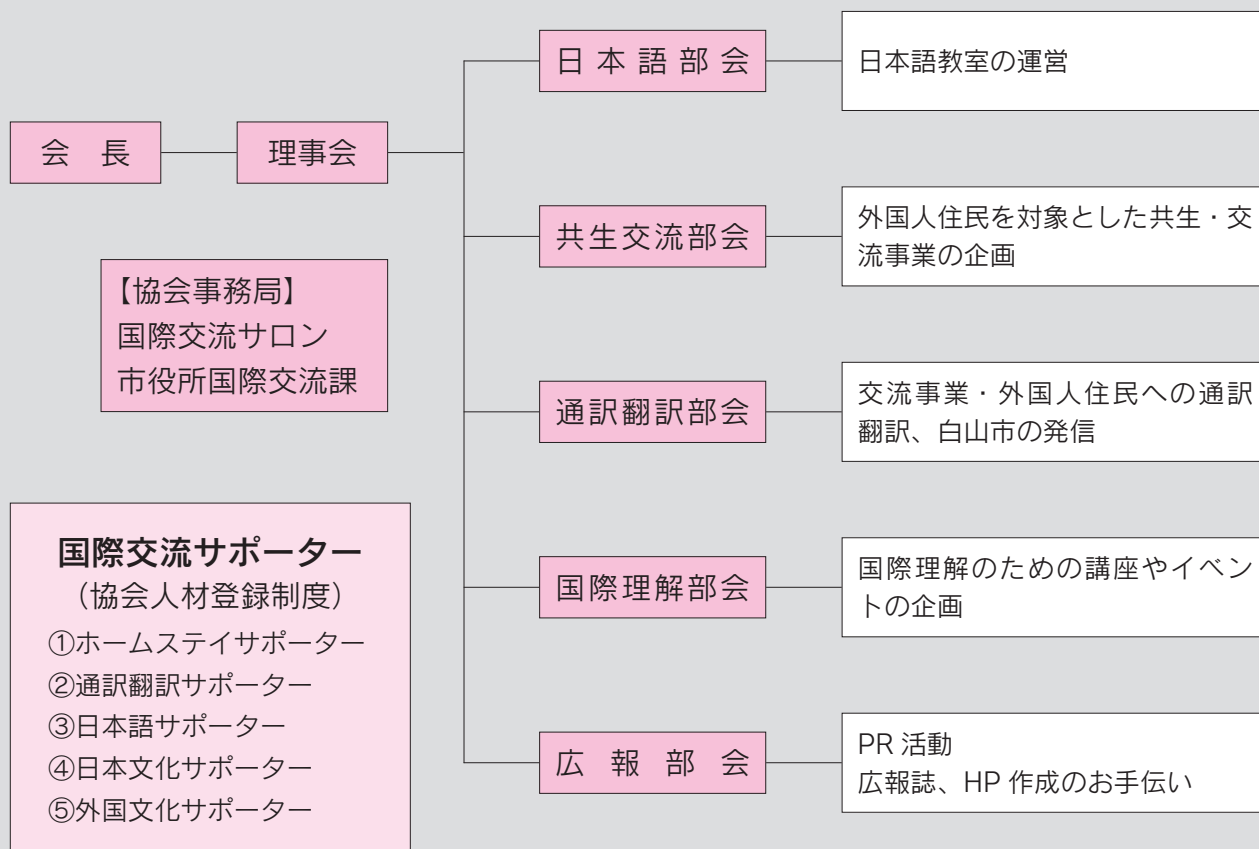 会長
理事会
【協会事務局】
国際交流サロン
市役所国際交流課
国際交流サポーター
（協会人材登録制度）
①ホームステイサポーター
②通訳翻訳サポーター
③日本語サポーター
④日本文化サポーター
⑤外国文化サポーター
日本語部会
日本語教室の運営
共生交流部会
外国人住民を対象とした共生・交
流事業の企画
通訳翻訳部会
交流事業・外国人住民への通訳
翻訳、白山市の発信
国際理解部会
国際理解のための講座やイベン
トの企画
広報部会
PR 活動
広報誌、HP 作成のお手伝い